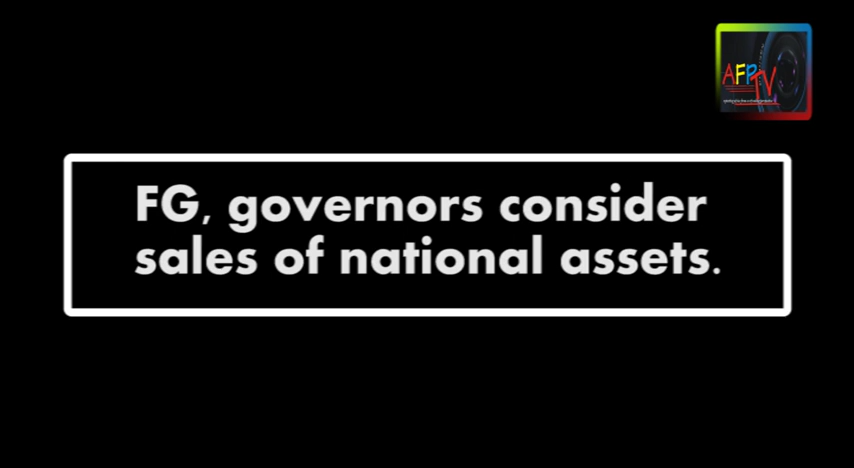 AFPTV
FG, governors consider
sales of national assets.